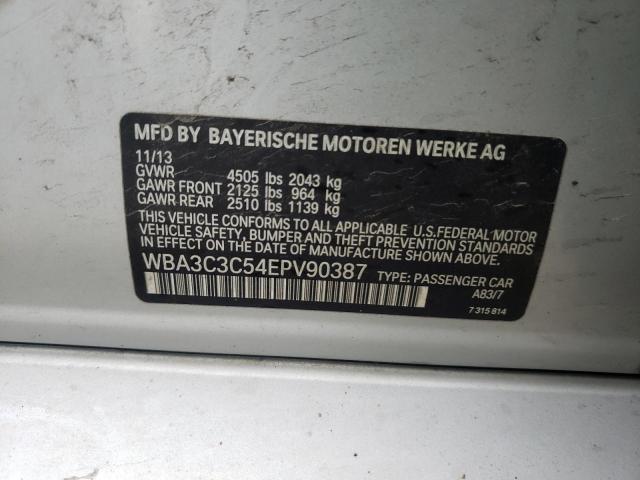 MFD BY BAYERISCHE MOTOREN WERKE AG
11/13
GVWR 4505 lbs 2043 kg
GAWR FRONT 2125 lbs 964 kg
GAWR REAR 2510 lbs 1139 kg
THIS VEHICLE CONFORMS TO ALL APPLICABLE U.S.FEDERAL MOTOR
VEHICLE SAFETY, BUMPER AND THEFT PREVENTION STANDARDS
IN EFFECT ON THE DATE OF MANUFACTURE SHOWN ABOVE.
WBA3C3C54EPV90387 TYPE: PASSENGER CAR
A83/7
7 315 814